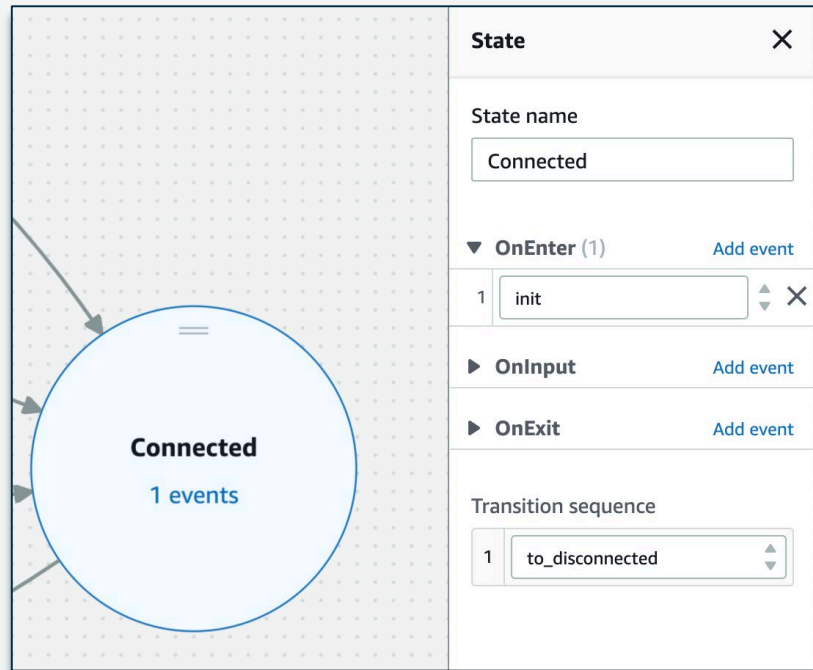 Connected
1 events
State
State name
Connected
OnEnter (1) Add event
1 init
OnInput Add event
OnExit Add event
Transition sequence
1 to_disconnected